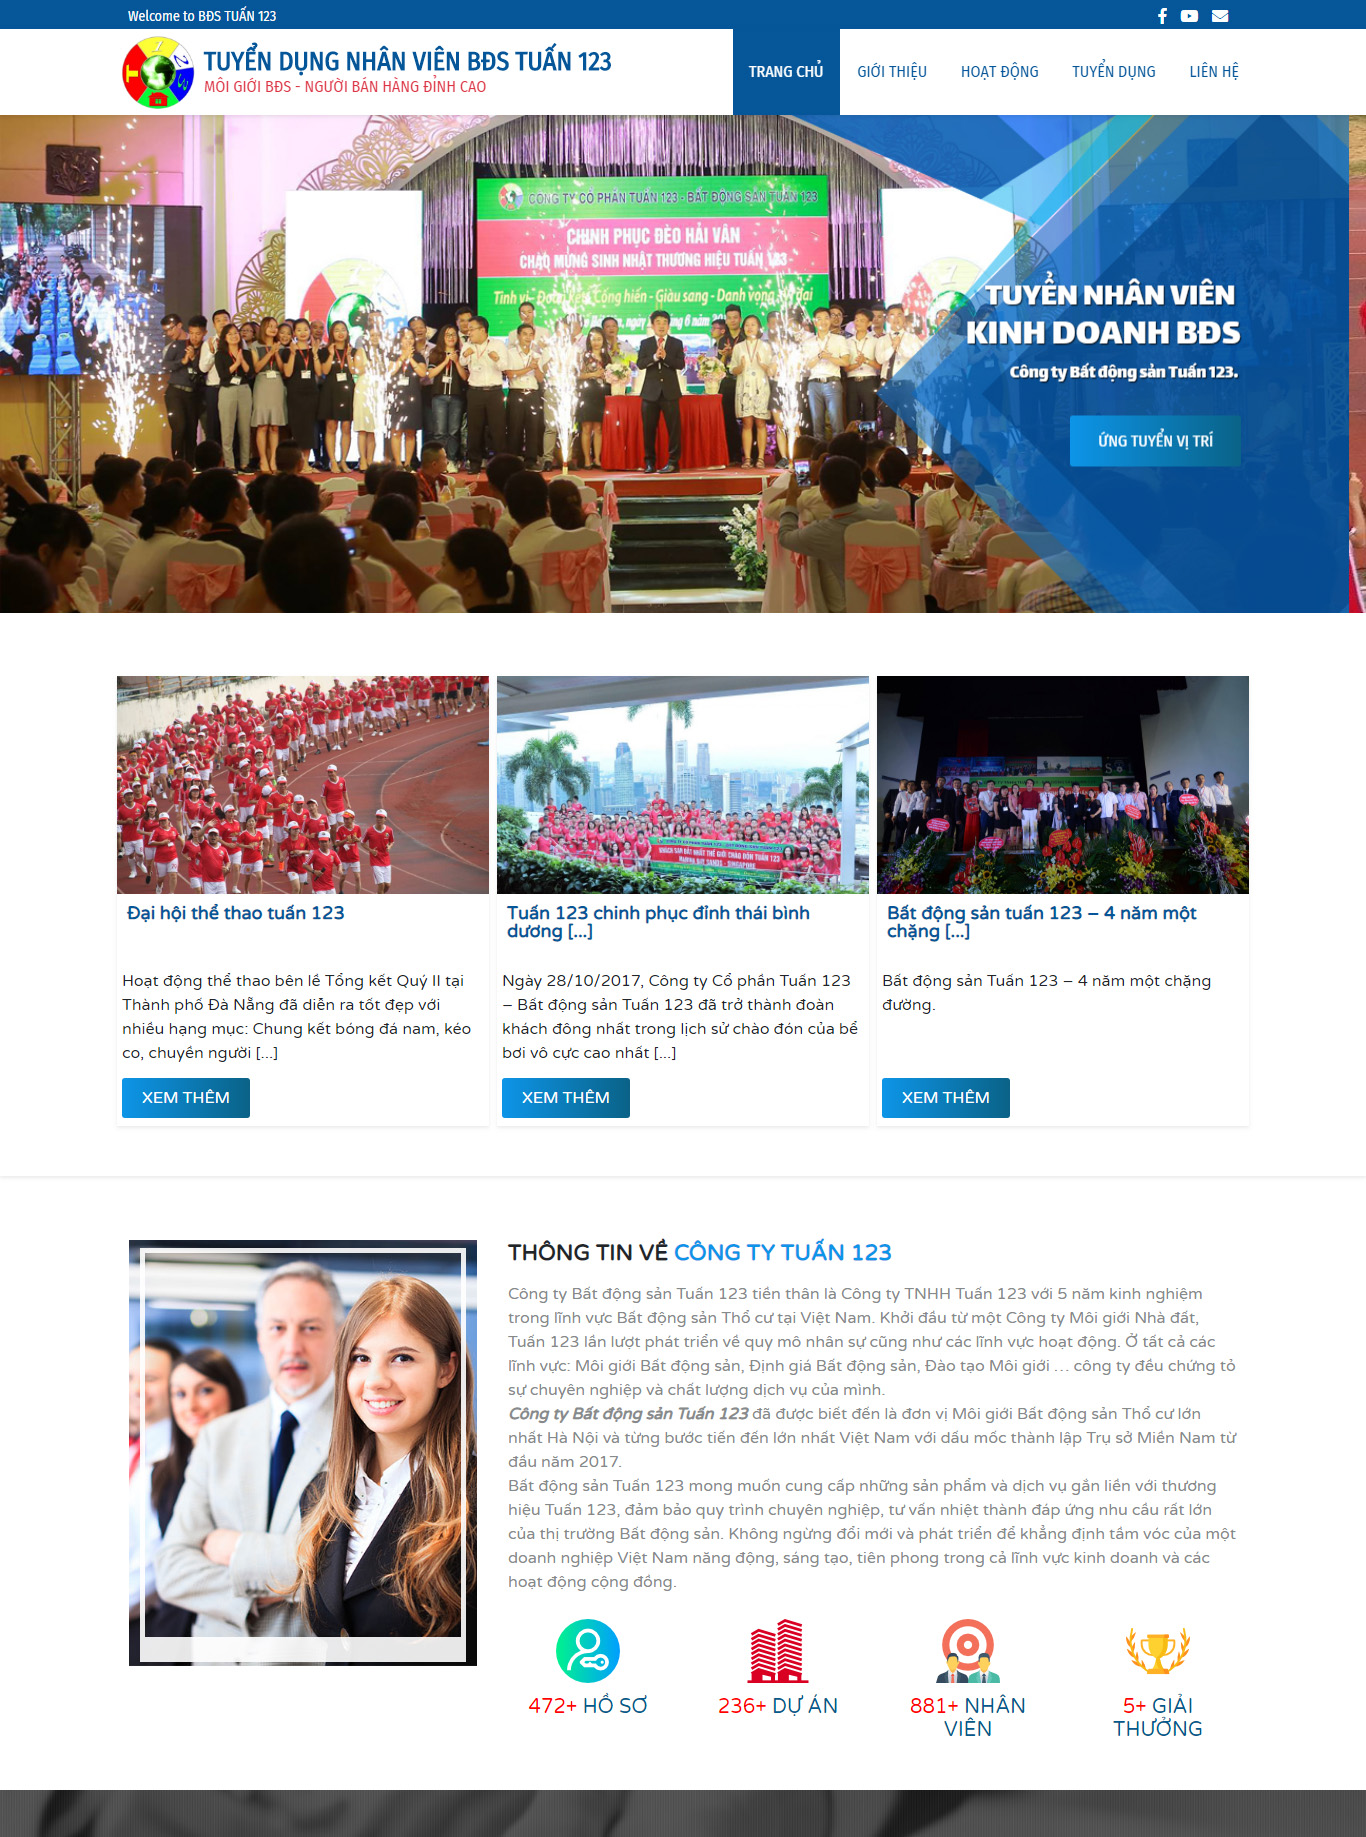 Welcome to BĐS TUẤN 123
TUYỂN DỤNG NHÂN VIÊN BĐS TUẤN 123
MÔI GIỚI BĐS - NGƯỜI BÁN HÀNG ĐỈNH CAO
TRANG CHỦ
GIỚI THIỆU
HOẠT ĐỘNG
TUYỂN DỤNG
LIÊN HỆ
CÔNG TY CỔ PHẦN TUẤN 123 - BẤT ĐỘNG SẢN TUẤN 123
CHINH PHỤC ĐÈO HẢI VÂN
CHÀO MỪNG SINH NHẬT THƯƠNG HIỆU TUẤN 123
TUYỂN NHÂN VIÊN
KINH DOANH BĐS
Công ty Bất động sản Tuấn 123.
ỨNG TUYỂN VỊ TRÍ
Đại hội thể thao tuấn 123
Hoạt động thể thao bên lề Tổng kết Quý II tại
Thành phố Đà Nẵng đã diễn ra tốt đẹp với
nhiều hạng mục: Chung kết bóng đá nam, kéo
co, chuyền người [...]
XEM THÊM
Tuấn 123 chinh phục đỉnh thái bình
dương [...]
Ngày 28/10/2017, Công ty Cổ phần Tuấn 123
– Bất động sản Tuấn 123 đã trở thành đoàn
khách đông nhất trong lịch sử chào đón của bể
bơi vô cực cao nhất [...]
XEM THÊM
Bất động sản tuấn 123 – 4 năm một
chặng [...]
Bất động sản Tuấn 123 – 4 năm một chặng
đường.
XEM THÊM
THÔNG TIN VỀ CÔNG TY TUẤN 123
Công ty Bất động sản Tuấn 123 tiền thân là Công ty TNHH Tuấn 123 với 5 năm kinh nghiệm
trong lĩnh vực Bất động sản Thổ cư tại Việt Nam. Khởi đầu từ một Công ty Môi giới Nhà đất,
Tuấn 123 lần lượt phát triển về quy mô nhân sự cũng như các lĩnh vực hoạt động. Ở tất cả các
lĩnh vực: Môi giới Bất động sản, Định giá Bất động sản, Đào tạo Môi giới … công ty đều chứng tỏ
sự chuyên nghiệp và chất lượng dịch vụ của mình.
Công ty Bất động sản Tuấn 123 đã được biết đến là đơn vị Môi giới Bất động sản Thổ cư lớn
nhất Hà Nội và từng bước tiến đến lớn nhất Việt Nam với dấu mốc thành lập Trụ sở Miền Nam từ
đầu năm 2017.
Bất động sản Tuấn 123 mong muốn cung cấp những sản phẩm và dịch vụ gắn liền với thương
hiệu Tuấn 123, đảm bảo quy trình chuyên nghiệp, tư vấn nhiệt thành đáp ứng nhu cầu rất lớn
của thị trường Bất động sản. Không ngừng đổi mới và phát triển để khẳng định tầm vóc của một
doanh nghiệp Việt Nam năng động, sáng tạo, tiên phong trong cả lĩnh vực kinh doanh và các
hoạt động cộng đồng.
472+ HỒ SƠ
236+ DỰ ÁN
881+ NHÂN
VIÊN
5+ GIẢI
THƯỞNG